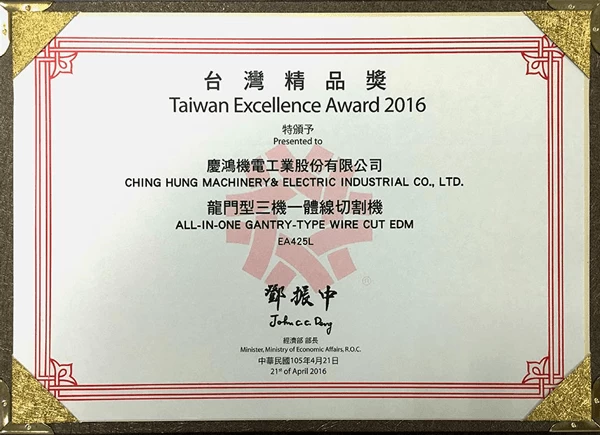 台灣精品獎
Taiwan Excellence Award 2016
特頒予
Presented to
慶鴻機電工業股份有限公司
CHING HUNG MACHINERY& ELECTRIC INDUSTRIAL CO., LTD.
龍門型三機一體線切割機
ALL-IN-ONE GANTRY-TYPE WIRE CUT EDM
EA425L
®
鄧振中
John C.C. Deng
經濟部 部長
Minister, Ministry of Economic Affairs, R.O.C.
中華民國105年4月21日
21st of April 2016